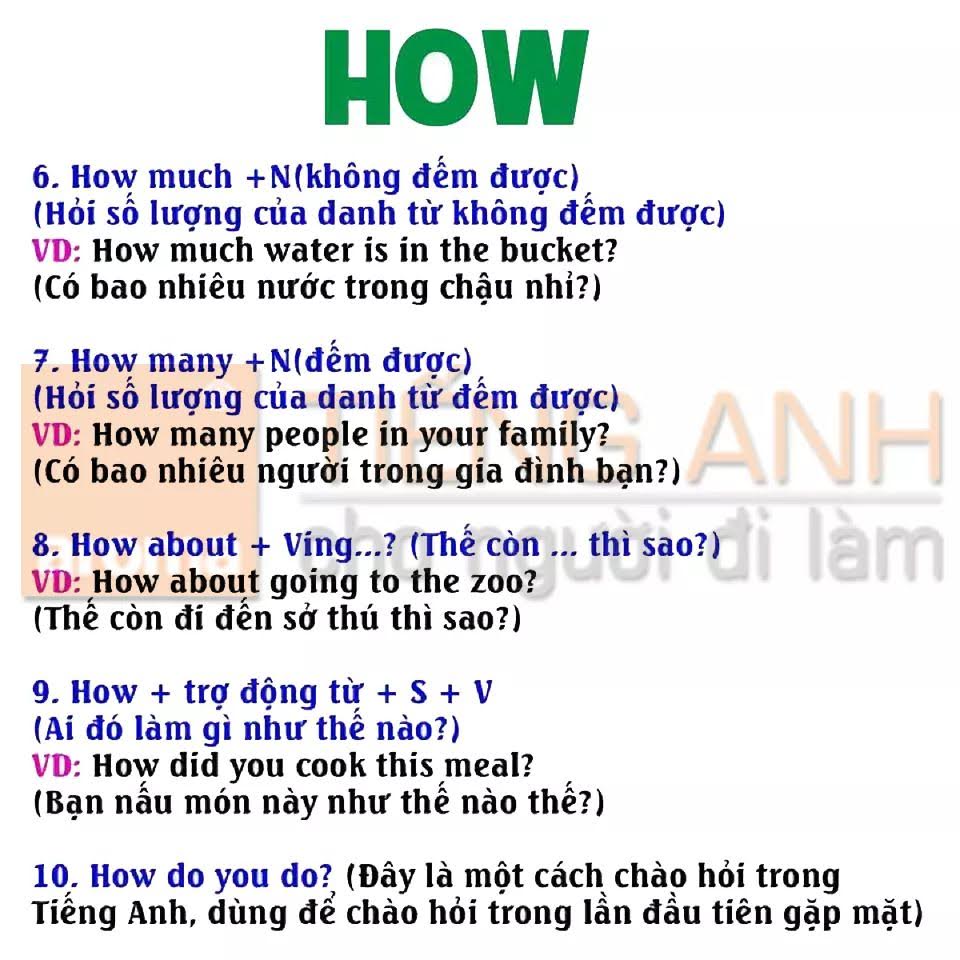 HOW
6. How much +N(không đếm được)
(Hỏi số lượng của danh từ không đếm được)
VD: How much water is in the bucket?
(Có bao nhiêu nước trong chậu nhỉ?)
7. How many +N(đếm được)
(Hỏi số lượng của danh từ đếm được)
VD: How many people in your family?
(Có bao nhiêu người trong gia đình bạn?)
TIẾNG ANH
cho người đi làm
8. How about + Ving...? (Thế còn ... thì sao?)
VD: How about going to the zoo?
(Thế còn đi đến sở thú thì sao?)
9. How + trợ động từ + S + V
(Ai đó làm gì như thế nào?)
VD: How did you cook this meal?
(Bạn nấu món này như thế nào thế?)
10. How do you do? (Đây là một cách chào hỏi trong
Tiếng Anh, dùng để chào hỏi trong lần đầu tiên gặp mặt)